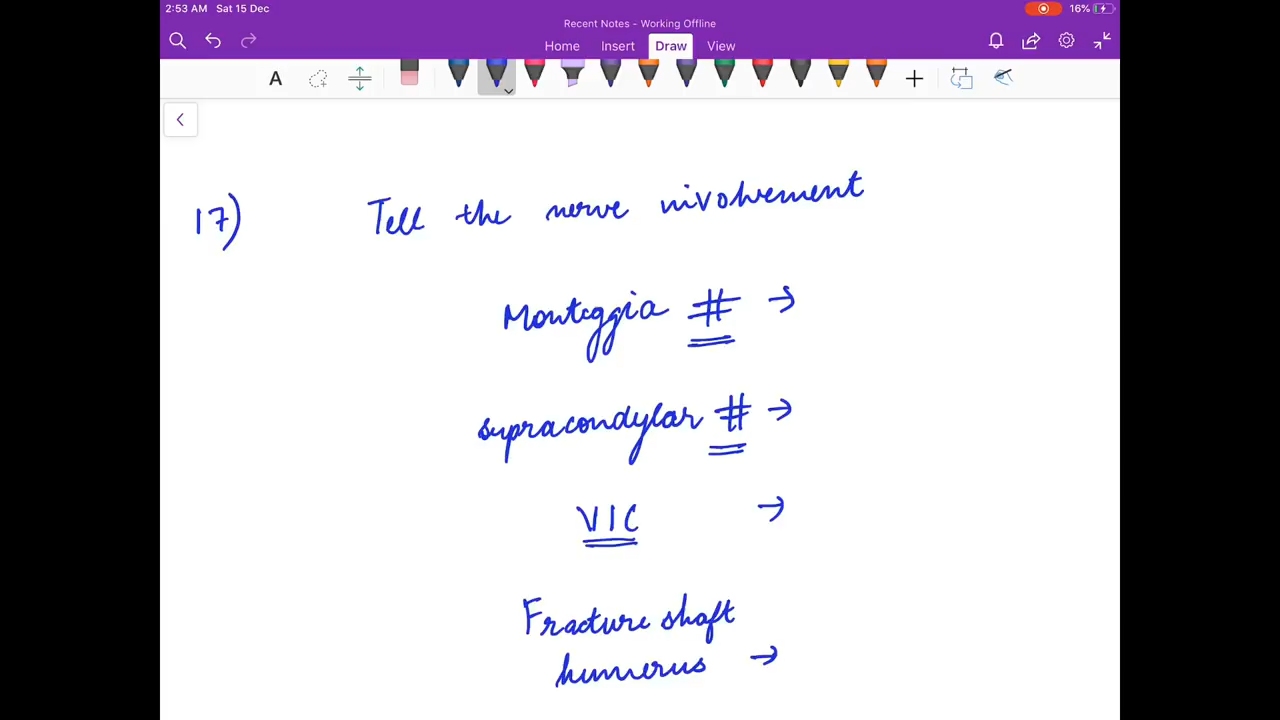 2:53 AM Sat 15 Dec
16%
Recent Notes - Working Offline
Home Insert Draw View
A
17) Tell the nerve involvement
Monteggia # →
supracondylar # →
VIC →
Fracture shaft
humerus →